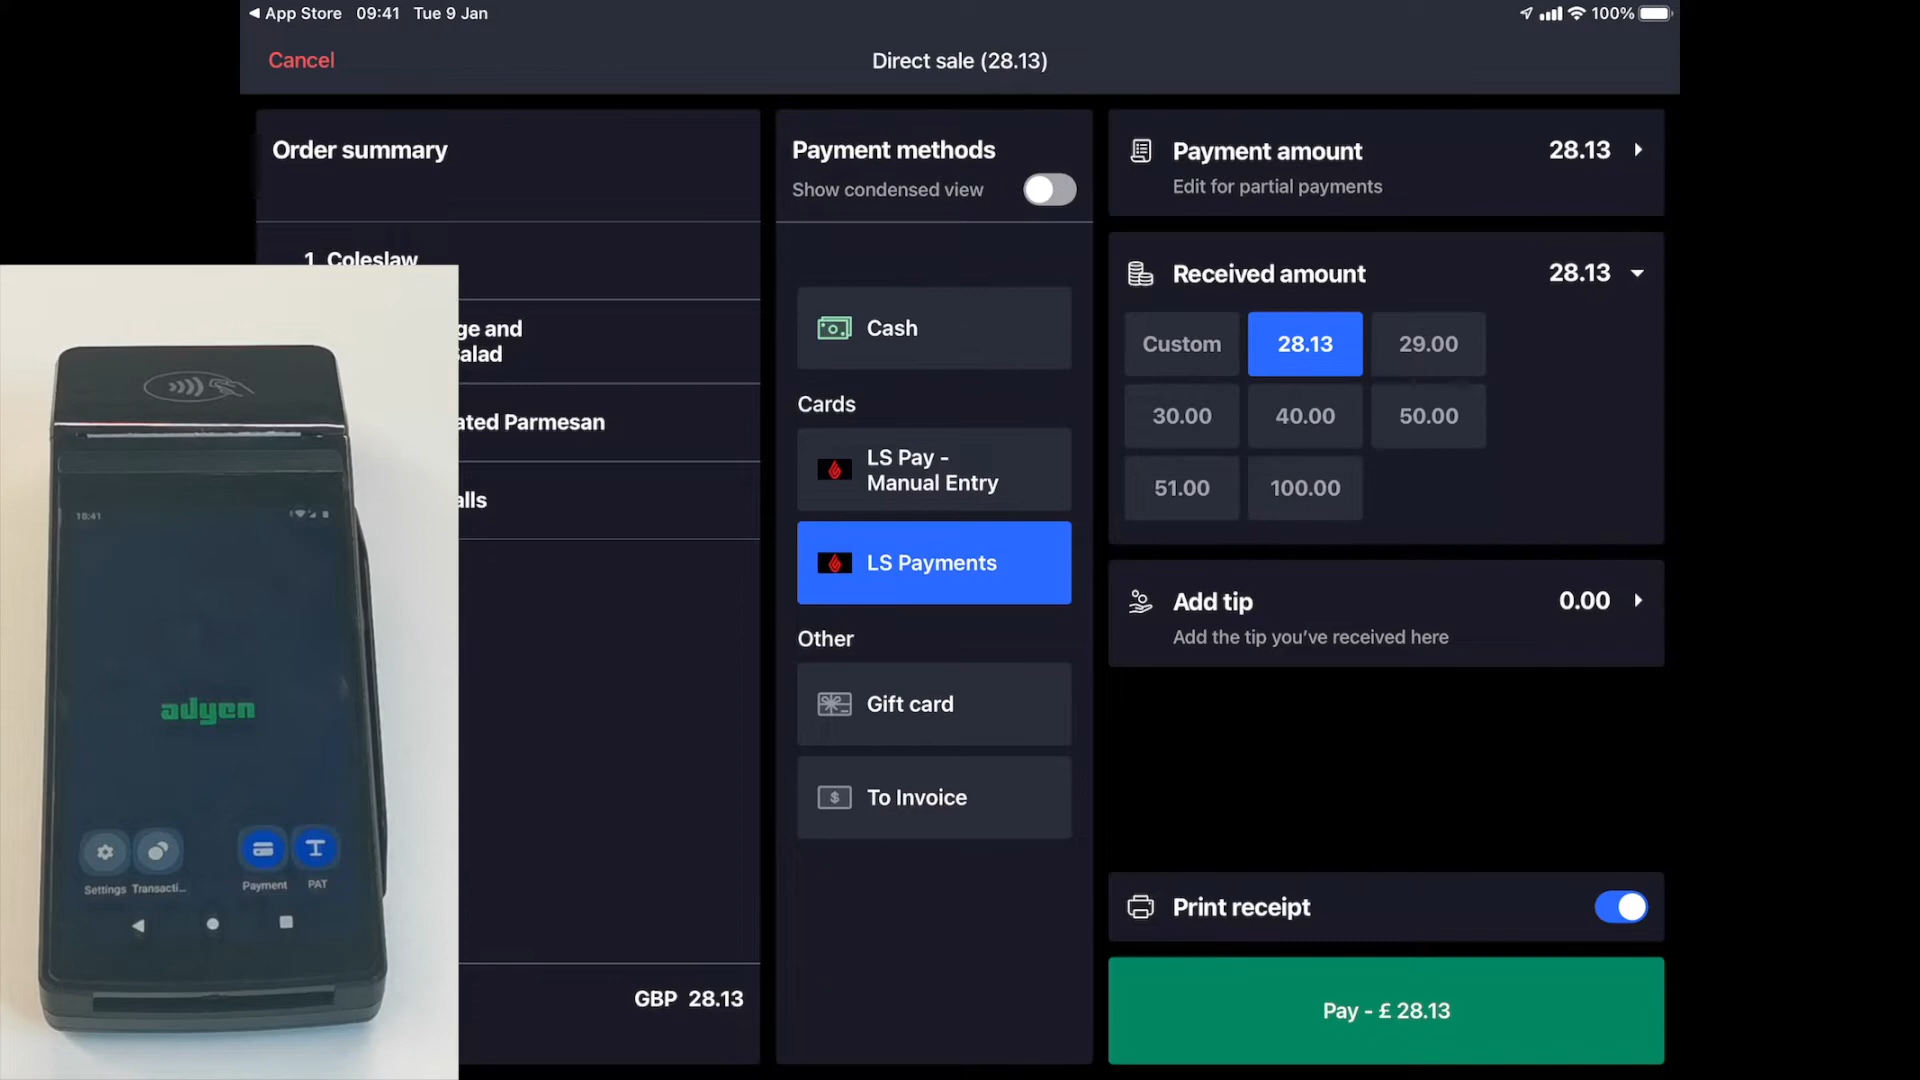 App Store 09:41 Tue 9 Jan
100%
Cancel
Direct sale (28.13)
Order summary
1 Coleslaw
ge and
Salad
ated Parmesan
alls
GBP 28.13
Payment methods
Show condensed view
Cash
Cards
LS Pay -
Manual Entry
LS Payments
Other
Gift card
To Invoice
Payment amount 28.13
Edit for partial payments
Received amount 28.13
Custom 28.13 29.00
30.00 40.00 50.00
51.00 100.00
Add tip 0.00
Add the tip you've received here
Print receipt
Pay - £ 28.13
adyen
Settings Transacti... Payment PAT